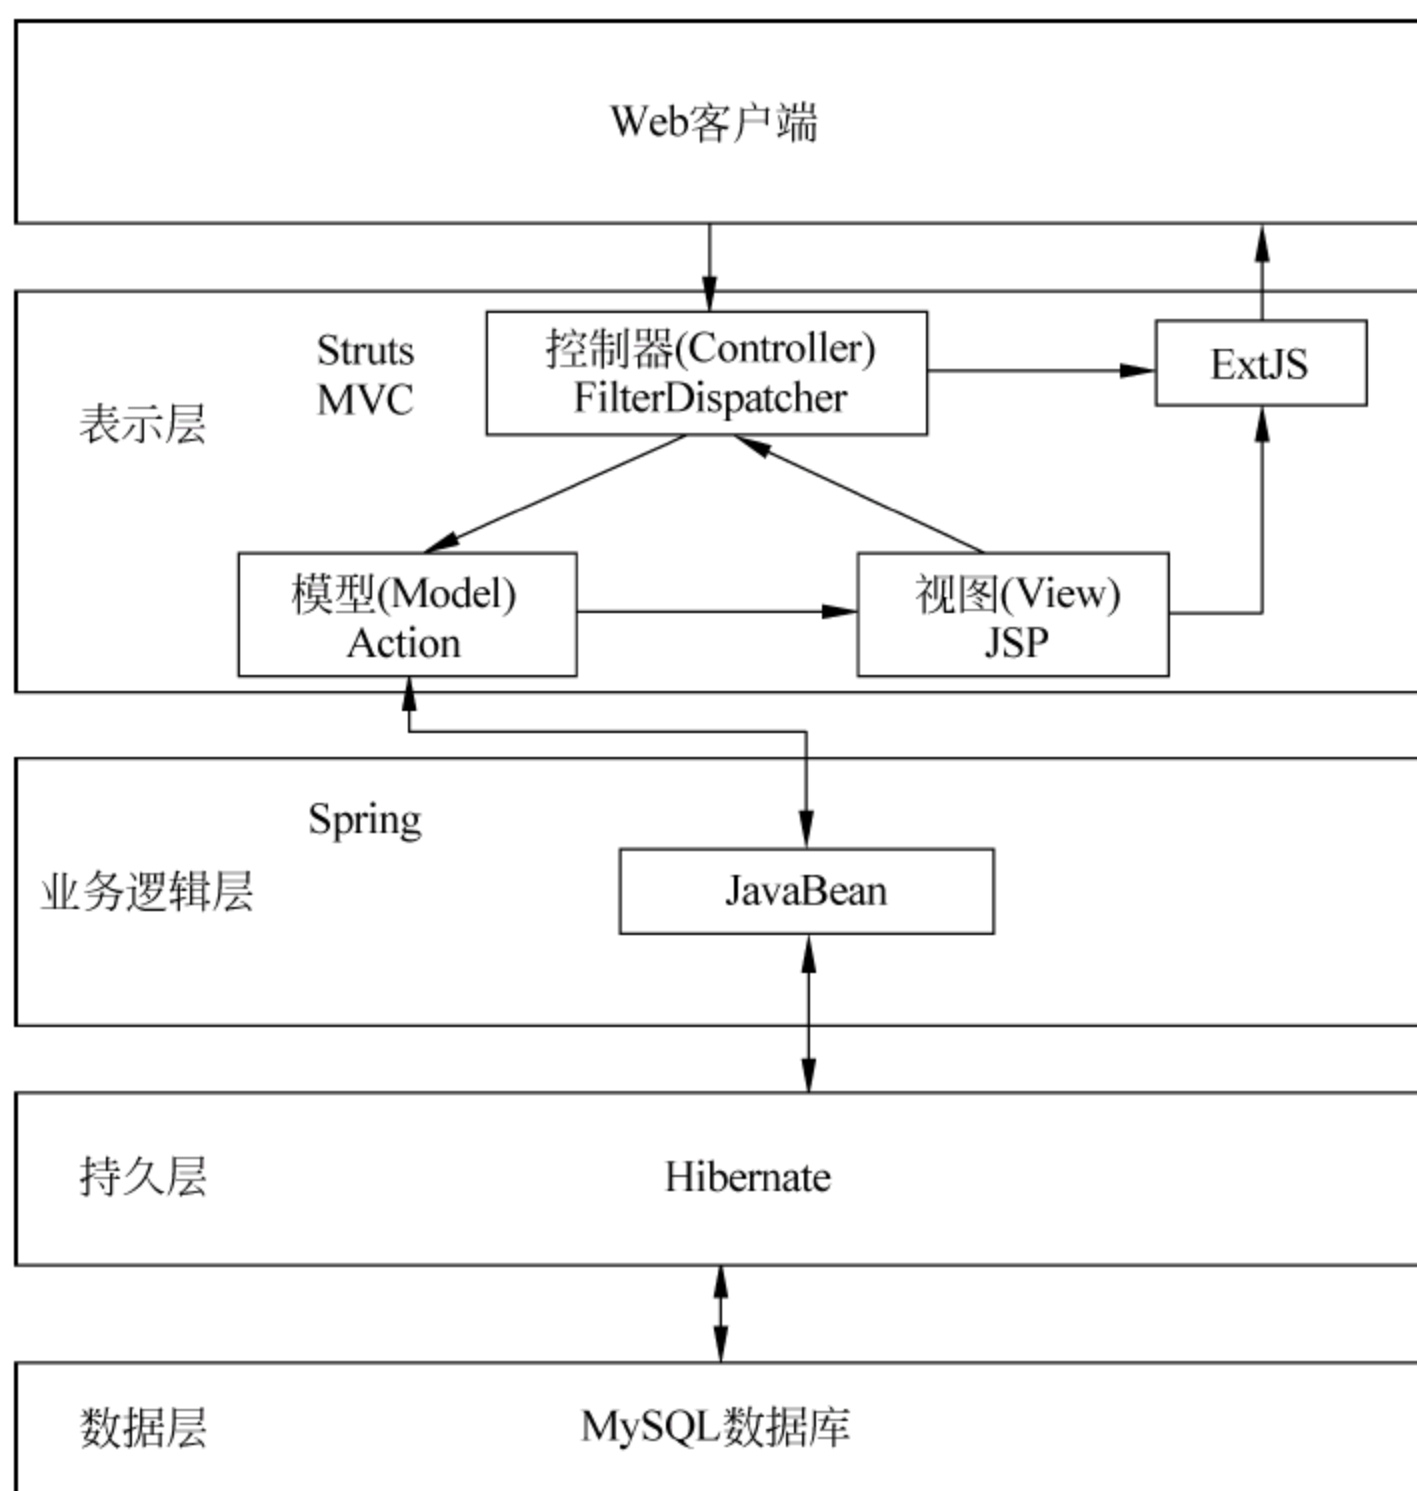 Web客户端
Struts
MVC
表示层
控制器(Controller)
FilterDispatcher
ExtJS
模型(Model)
Action
视图(View)
JSP
Spring
业务逻辑层
JavaBean
持久层
Hibernate
数据层
MySQL数据库